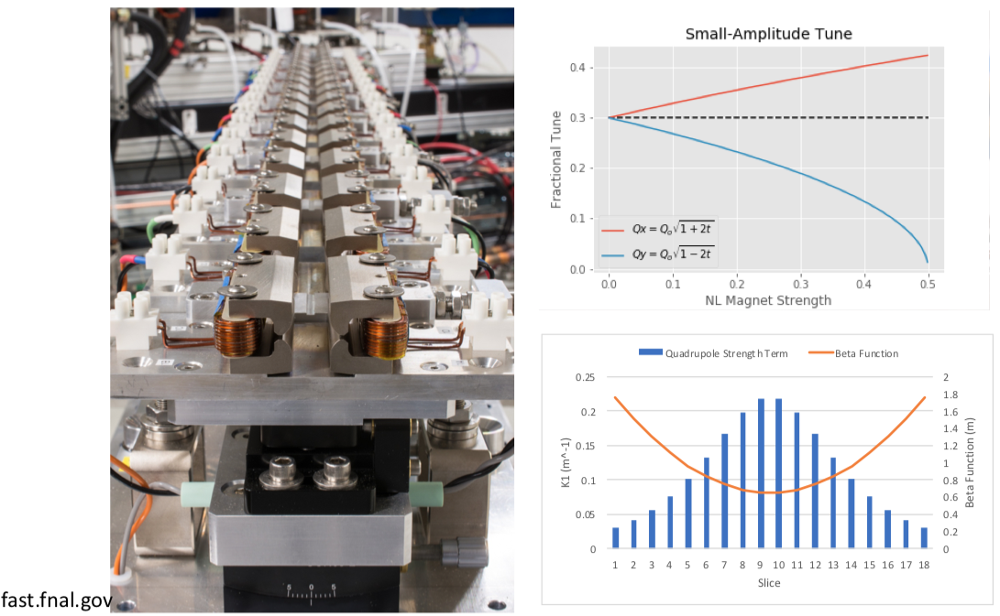 Small-Amplitude Tune
Fractional Tune
0.4
0.3
0.2
0.1
0.0
Qx = Q₀√1 + 2t
Qy = Q₀√1 − 2t
0.0 0.1 0.2 0.3 0.4 0.5
NL Magnet Strength
Quadrupole Strength Term Beta Function
K1 (m^-1)
0.25
0.2
0.15
0.1
0.05
0
2
1.8
1.6
1.4
1.2
1
0.8
0.6
0.4
0.2
0
Beta Function (m)
1 2 3 4 5 6 7 8 9 10 11 12 13 14 15 16 17 18
Slice
5 0 5
fast.fnal.gov